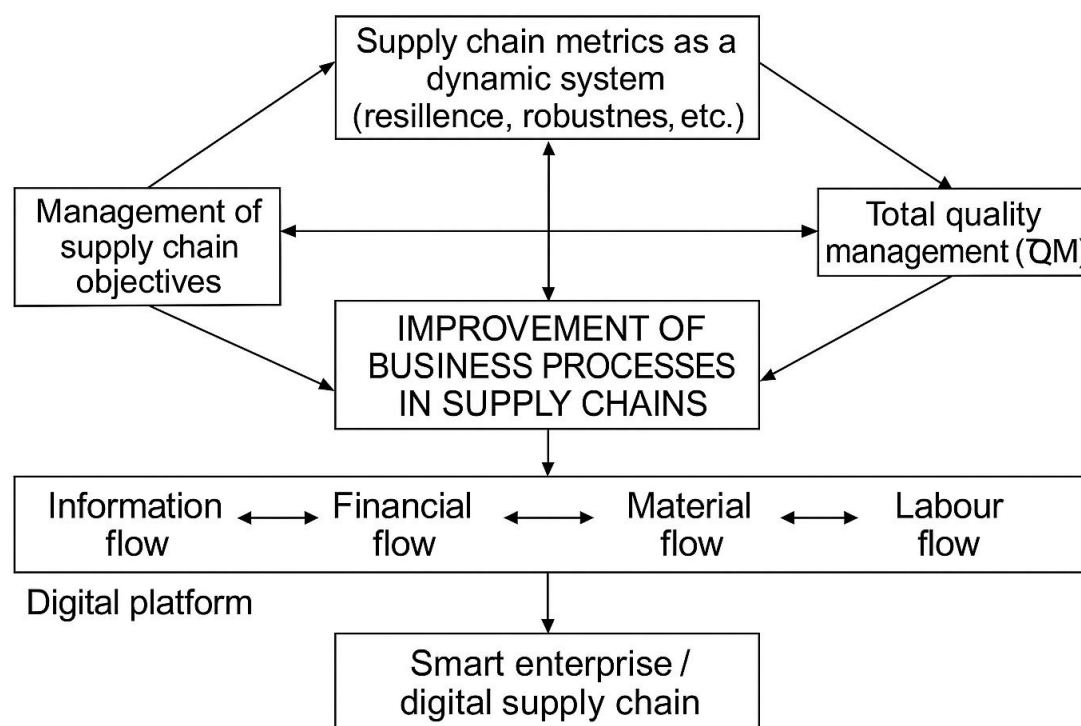 Supply chain metrics as a
dynamic system
(resillence, robustnes, etc.)
Management of
supply chain
objectives
Total quality
management (TQM)
IMPROVEMENT OF
BUSINESS PROCESSES
IN SUPPLY CHAINS
Information
flow
Financial
flow
Material
flow
Labour
flow
Digital platform
Smart enterprise /
digital supply chain